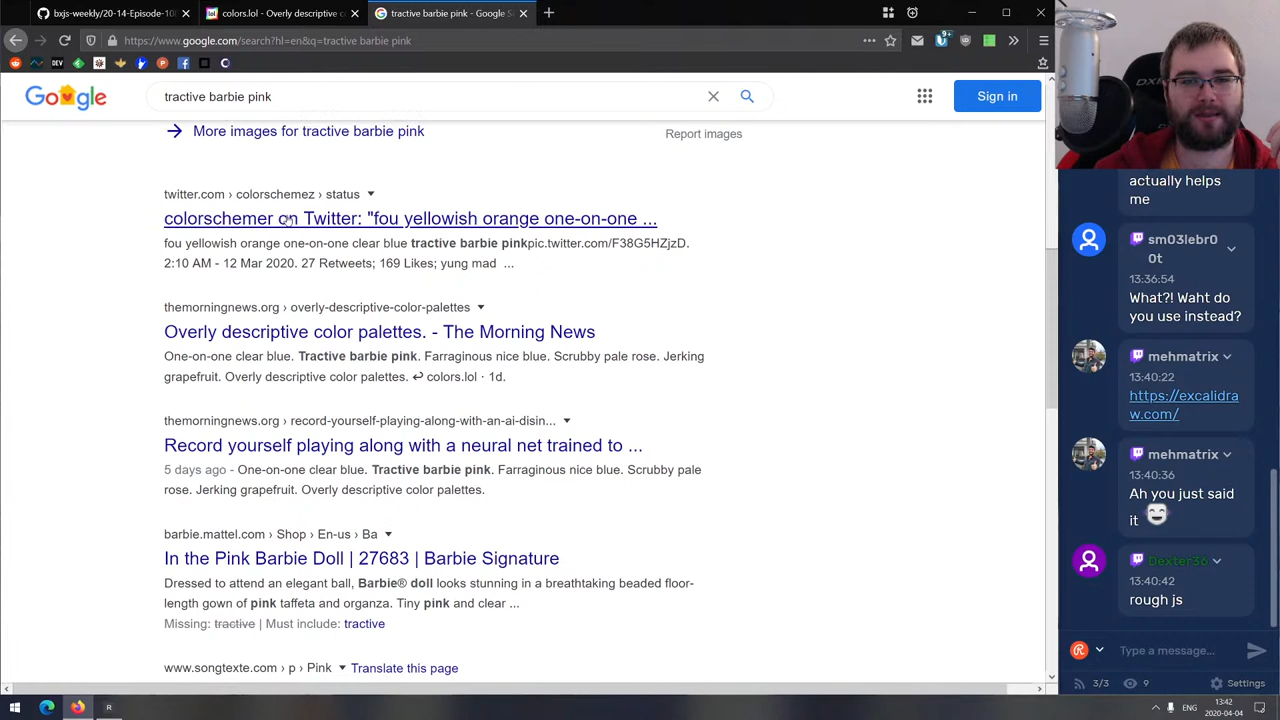 bxjs-weekly/20-14-Episode-108
colors.lol - Overly descriptive c
tractive barbie pink - Google S
https://www.google.com/search?hl=en&q=tractive barbie pink
DEV
Google
tractive barbie pink
Sign in
More images for tractive barbie pink
Report images
twitter.com › colorschemez › status
colorschemer on Twitter: "fou yellowish orange one-on-one ...
fou yellowish orange one-on-one clear blue tractive barbie pinkpic.twitter.com/F38G5HZjzD.
2:10 AM - 12 Mar 2020. 27 Retweets; 169 Likes; yung mad ...
themorningnews.org › overly-descriptive-color-palettes
Overly descriptive color palettes. - The Morning News
One-on-one clear blue. Tractive barbie pink. Farraginous nice blue. Scrubby pale rose. Jerking
grapefruit. Overly descriptive color palettes. ↩ colors.lol · 1d.
themorningnews.org › record-yourself-playing-along-with-an-ai-disin...
Record yourself playing along with a neural net trained to ...
5 days ago - One-on-one clear blue. Tractive barbie pink. Farraginous nice blue. Scrubby pale
rose. Jerking grapefruit. Overly descriptive color palettes.
barbie.mattel.com › Shop › En-us › Ba
In the Pink Barbie Doll | 27683 | Barbie Signature
Dressed to attend an elegant ball, Barbie® doll looks stunning in a breathtaking beaded floor-
length gown of pink taffeta and organza. Tiny pink and clear ...
Missing: tractive | Must include: tractive
www.songtexte.com › p › Pink
Translate this page
DXR
actually helps
me
sm03lebr0
0t
13:36:54
What?! Waht do
you use instead?
mehmatrix
13:40:22
https://excalidra
w.com/
mehmatrix
13:40:36
Ah you just said
it
Dexter36
13:40:42
rough js
Type a message...
3/3
9
Settings
ENG
13:42
2020-04-04